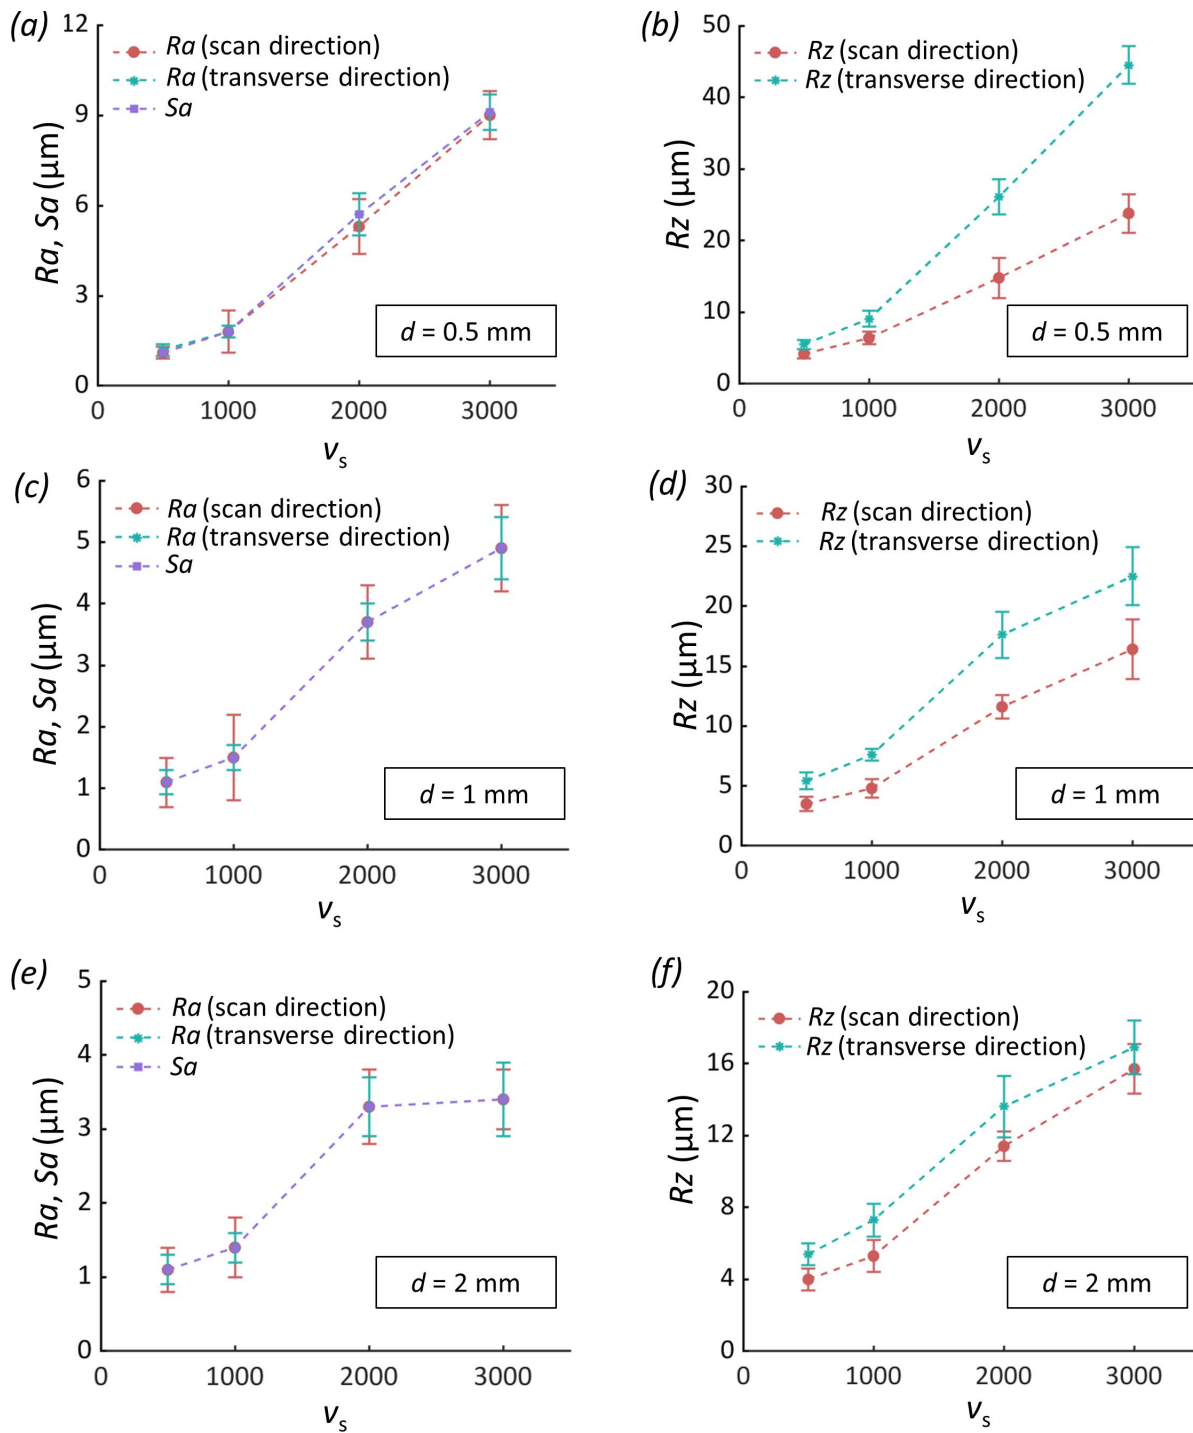 (a)
12
9
6
3
0
Ra, Sa (µm)
Ra (scan direction)
Ra (transverse direction)
Sa
d = 0.5 mm
0 1000 2000 3000
vs
(b)
50
40
30
20
10
0
Rz (µm)
Rz (scan direction)
Rz (transverse direction)
d = 0.5 mm
0 1000 2000 3000
vs
(c)
6
5
4
3
2
1
0
Ra, Sa (µm)
Ra (scan direction)
Ra (transverse direction)
Sa
d = 1 mm
0 1000 2000 3000
vs
(d)
30
25
20
15
10
5
0
Rz (µm)
Rz (scan direction)
Rz (transverse direction)
d = 1 mm
0 1000 2000 3000
vs
(e)
5
4
3
2
1
0
Ra, Sa (µm)
Ra (scan direction)
Ra (transverse direction)
Sa
d = 2 mm
0 1000 2000 3000
vs
(f)
20
16
12
8
4
0
Rz (µm)
Rz (scan direction)
Rz (transverse direction)
d = 2 mm
0 1000 2000 3000
vs